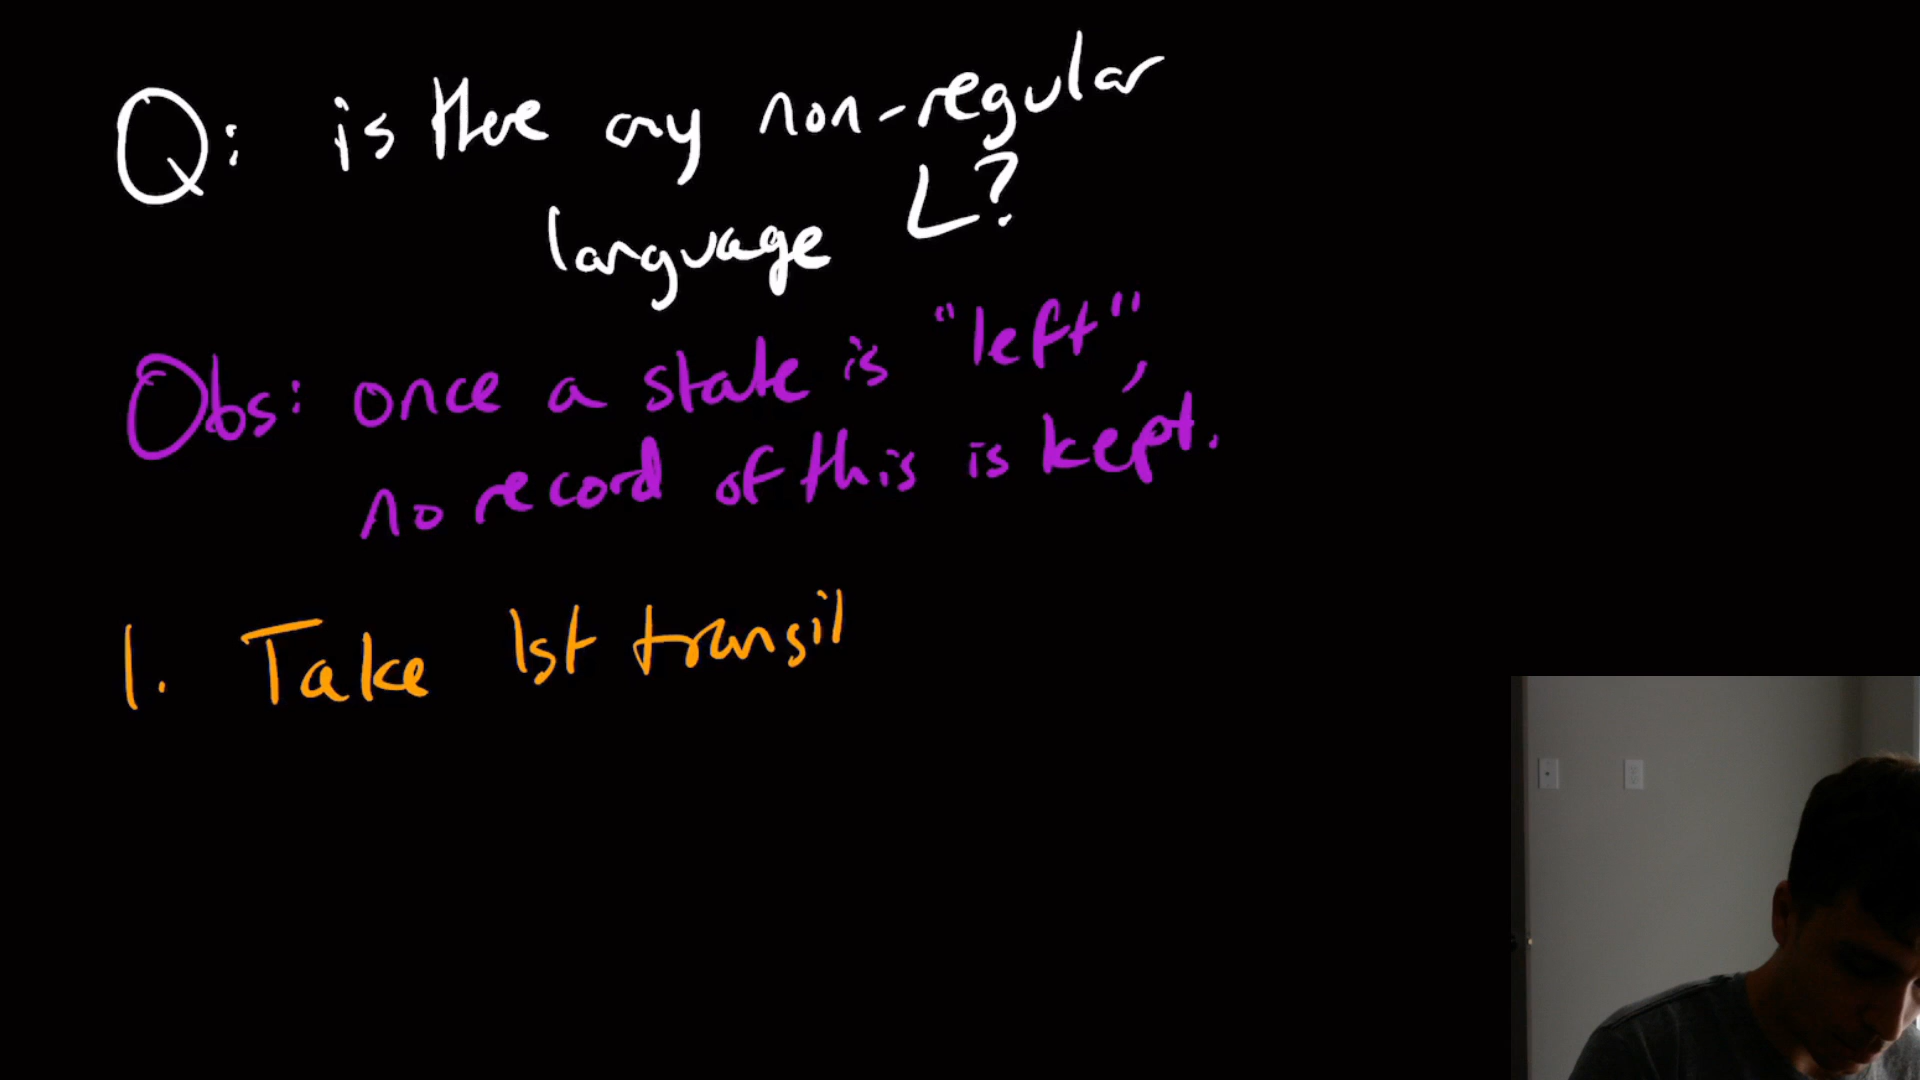 Q: is there any non-regular
language L?
Obs: once a state is "left",
no record of this is kept.
1. Take 1st transit